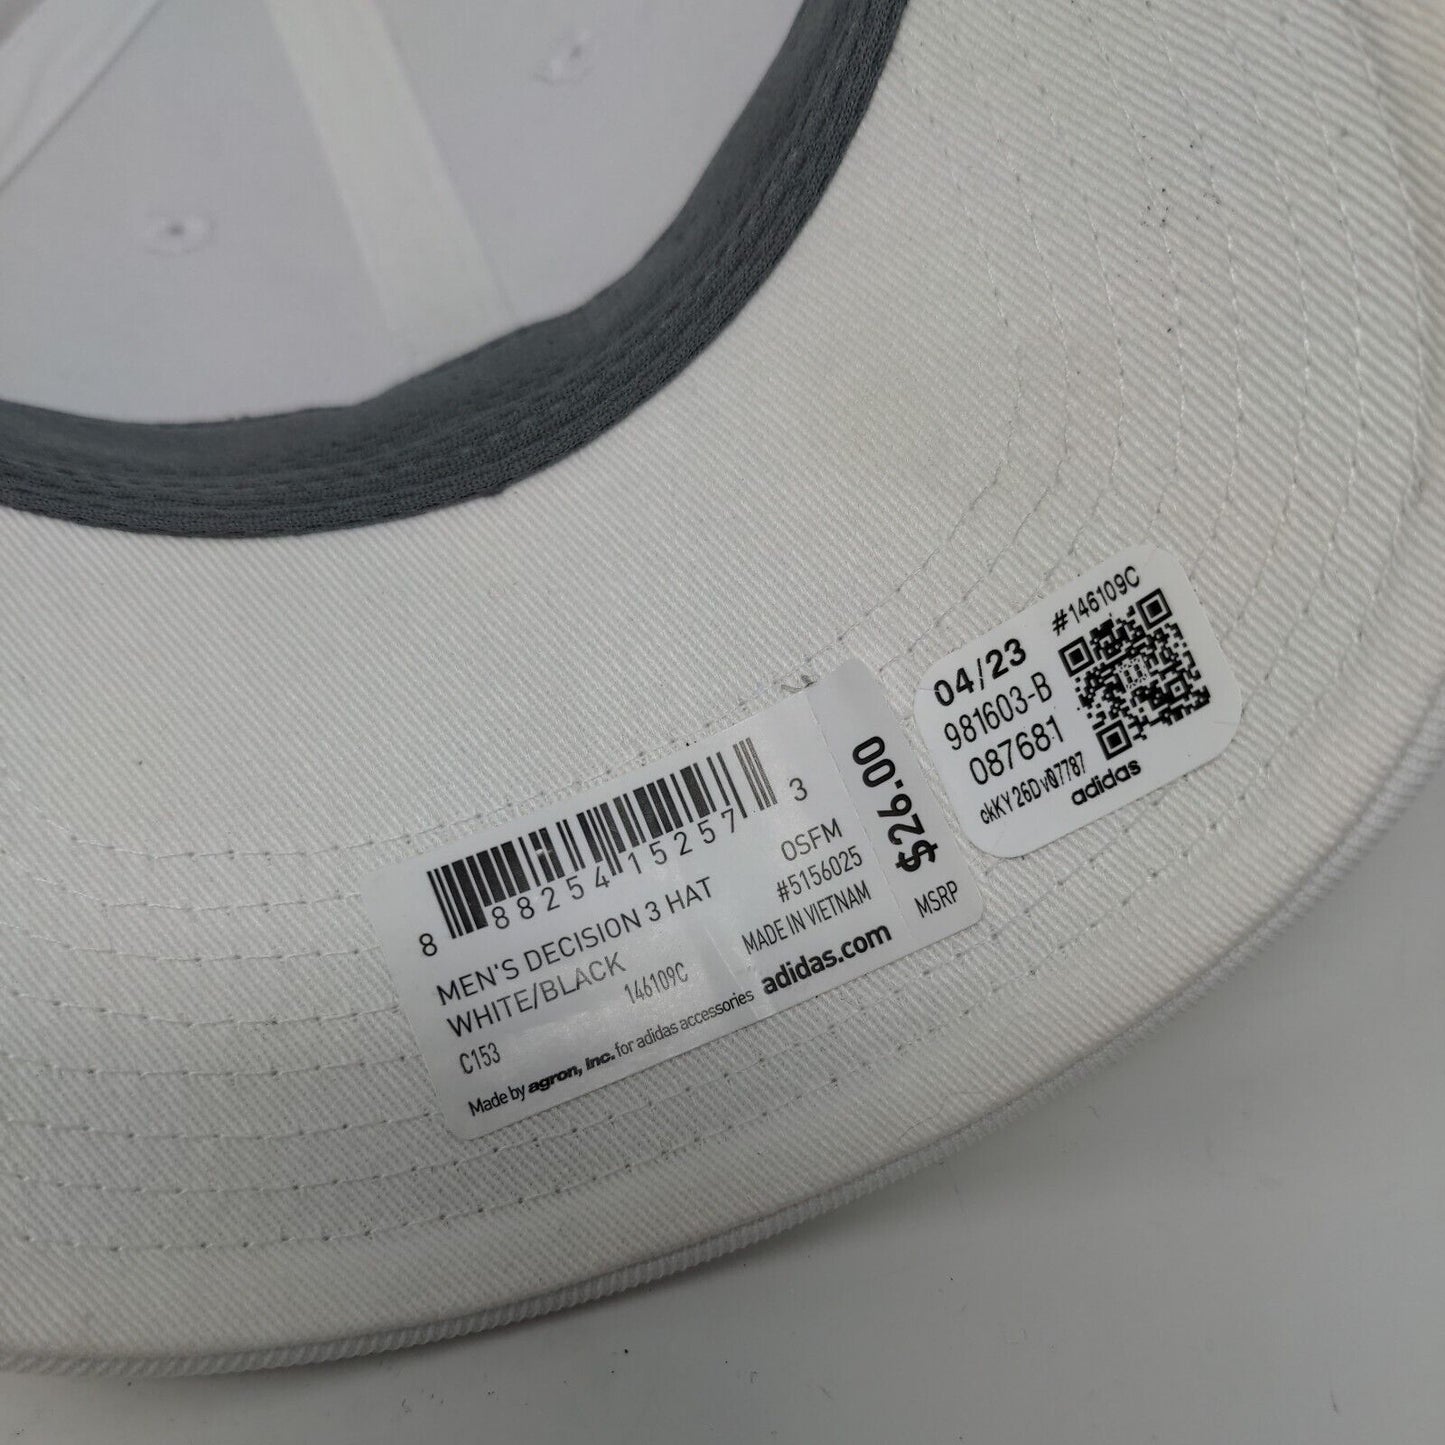 8 88254 15257 3
MEN'S DECISION 3 HAT
WHITE/BLACK
146109C
C153
Made by agron, inc. for adidas accessories
OSFM
#5156025
MADE IN VIETNAM
adidas.com
$26.00
MSRP
#146109C
04/23
981603-B
087681
ckKY26Dv07787
adidas